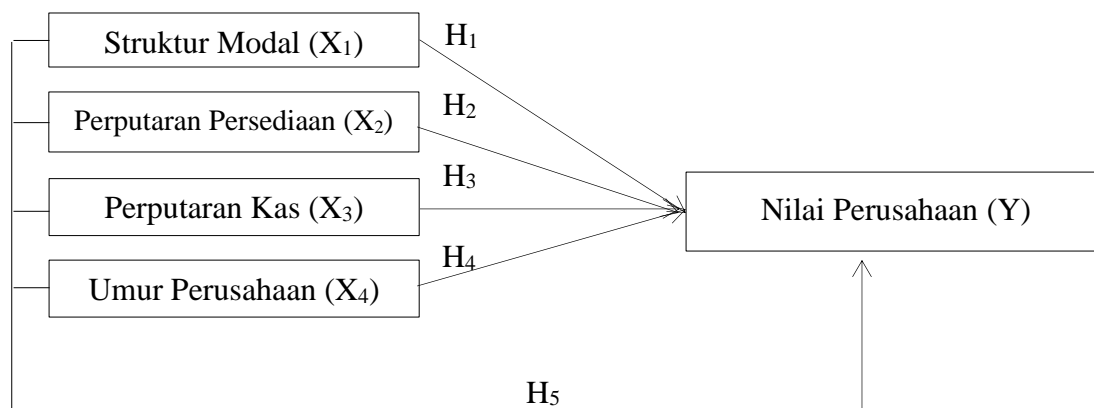 Struktur Modal (X₁)
H₁
Perputaran Persediaan (X₂)
H₂
Perputaran Kas (X₃)
H₃
Umur Perusahaan (X₄)
H₄
Nilai Perusahaan (Y)
H₅